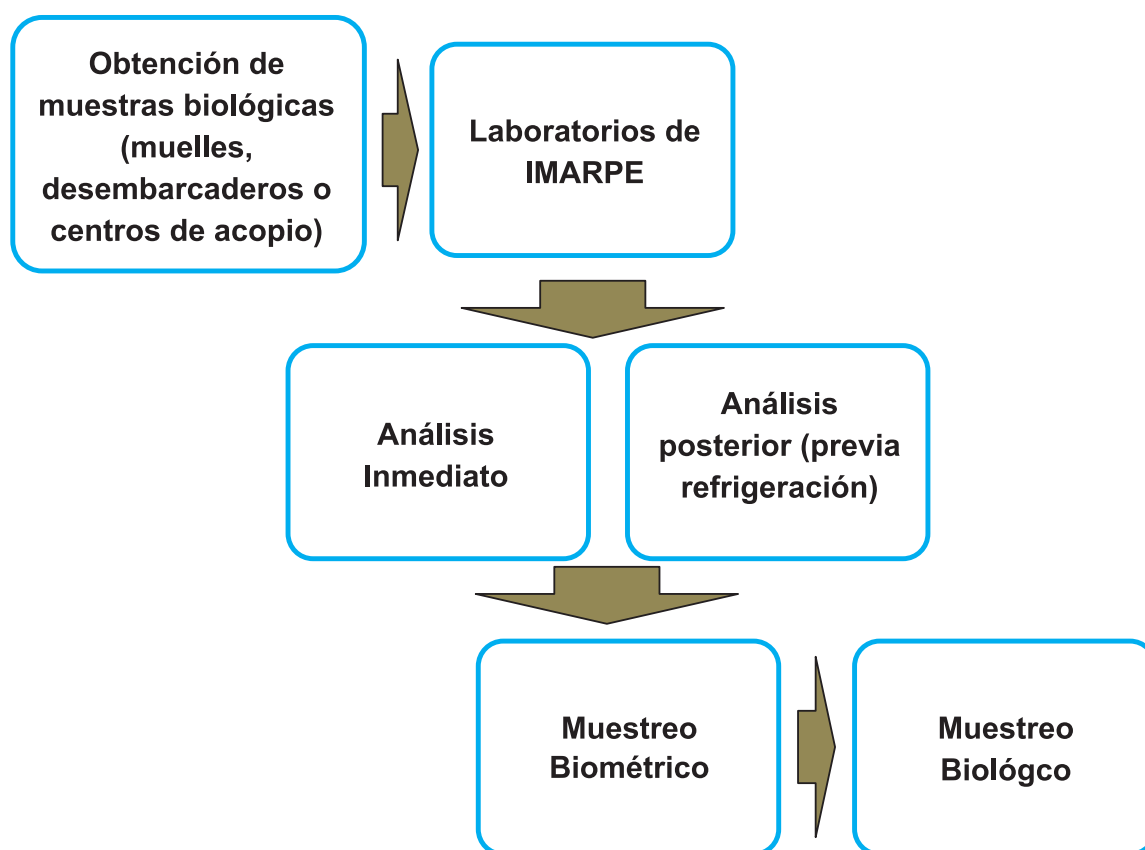 Obtención de
muestras biológicas
(muelles,
desembarcaderos o
centros de acopio)
Laboratorios de
IMARPE
Análisis
Inmediato
Análisis
posterior (previa
refrigeración)
Muestreo
Biométrico
Muestreo
Biológco